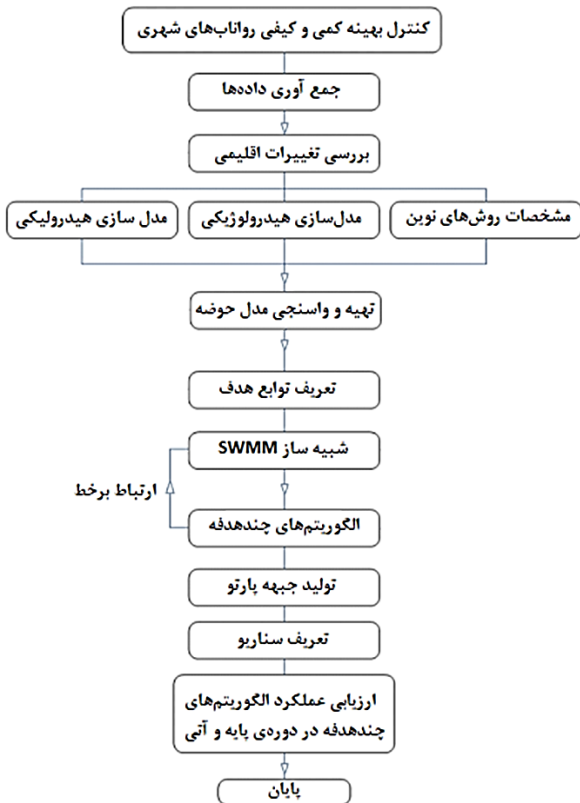 کنترل بهینه کمی و کیفی رواناب‌های شهری
جمع آوری داده‌ها
بررسی تغییرات اقلیمی
مشخصات روش‌های نوین
مدل‌سازی هیدرولوژیکی
مدل سازی هیدرولیکی
تهیه و واسنجی مدل حوضه
تعریف توابع هدف
شبیه ساز SWMM
ارتباط برخط
الگوریتم‌های چندهدفه
تولید جبهه پارتو
تعریف سناریو
ارزیابی عملکرد الگوریتم‌های
چندهدفه در دوره‌ی پایه و آتی
پایان